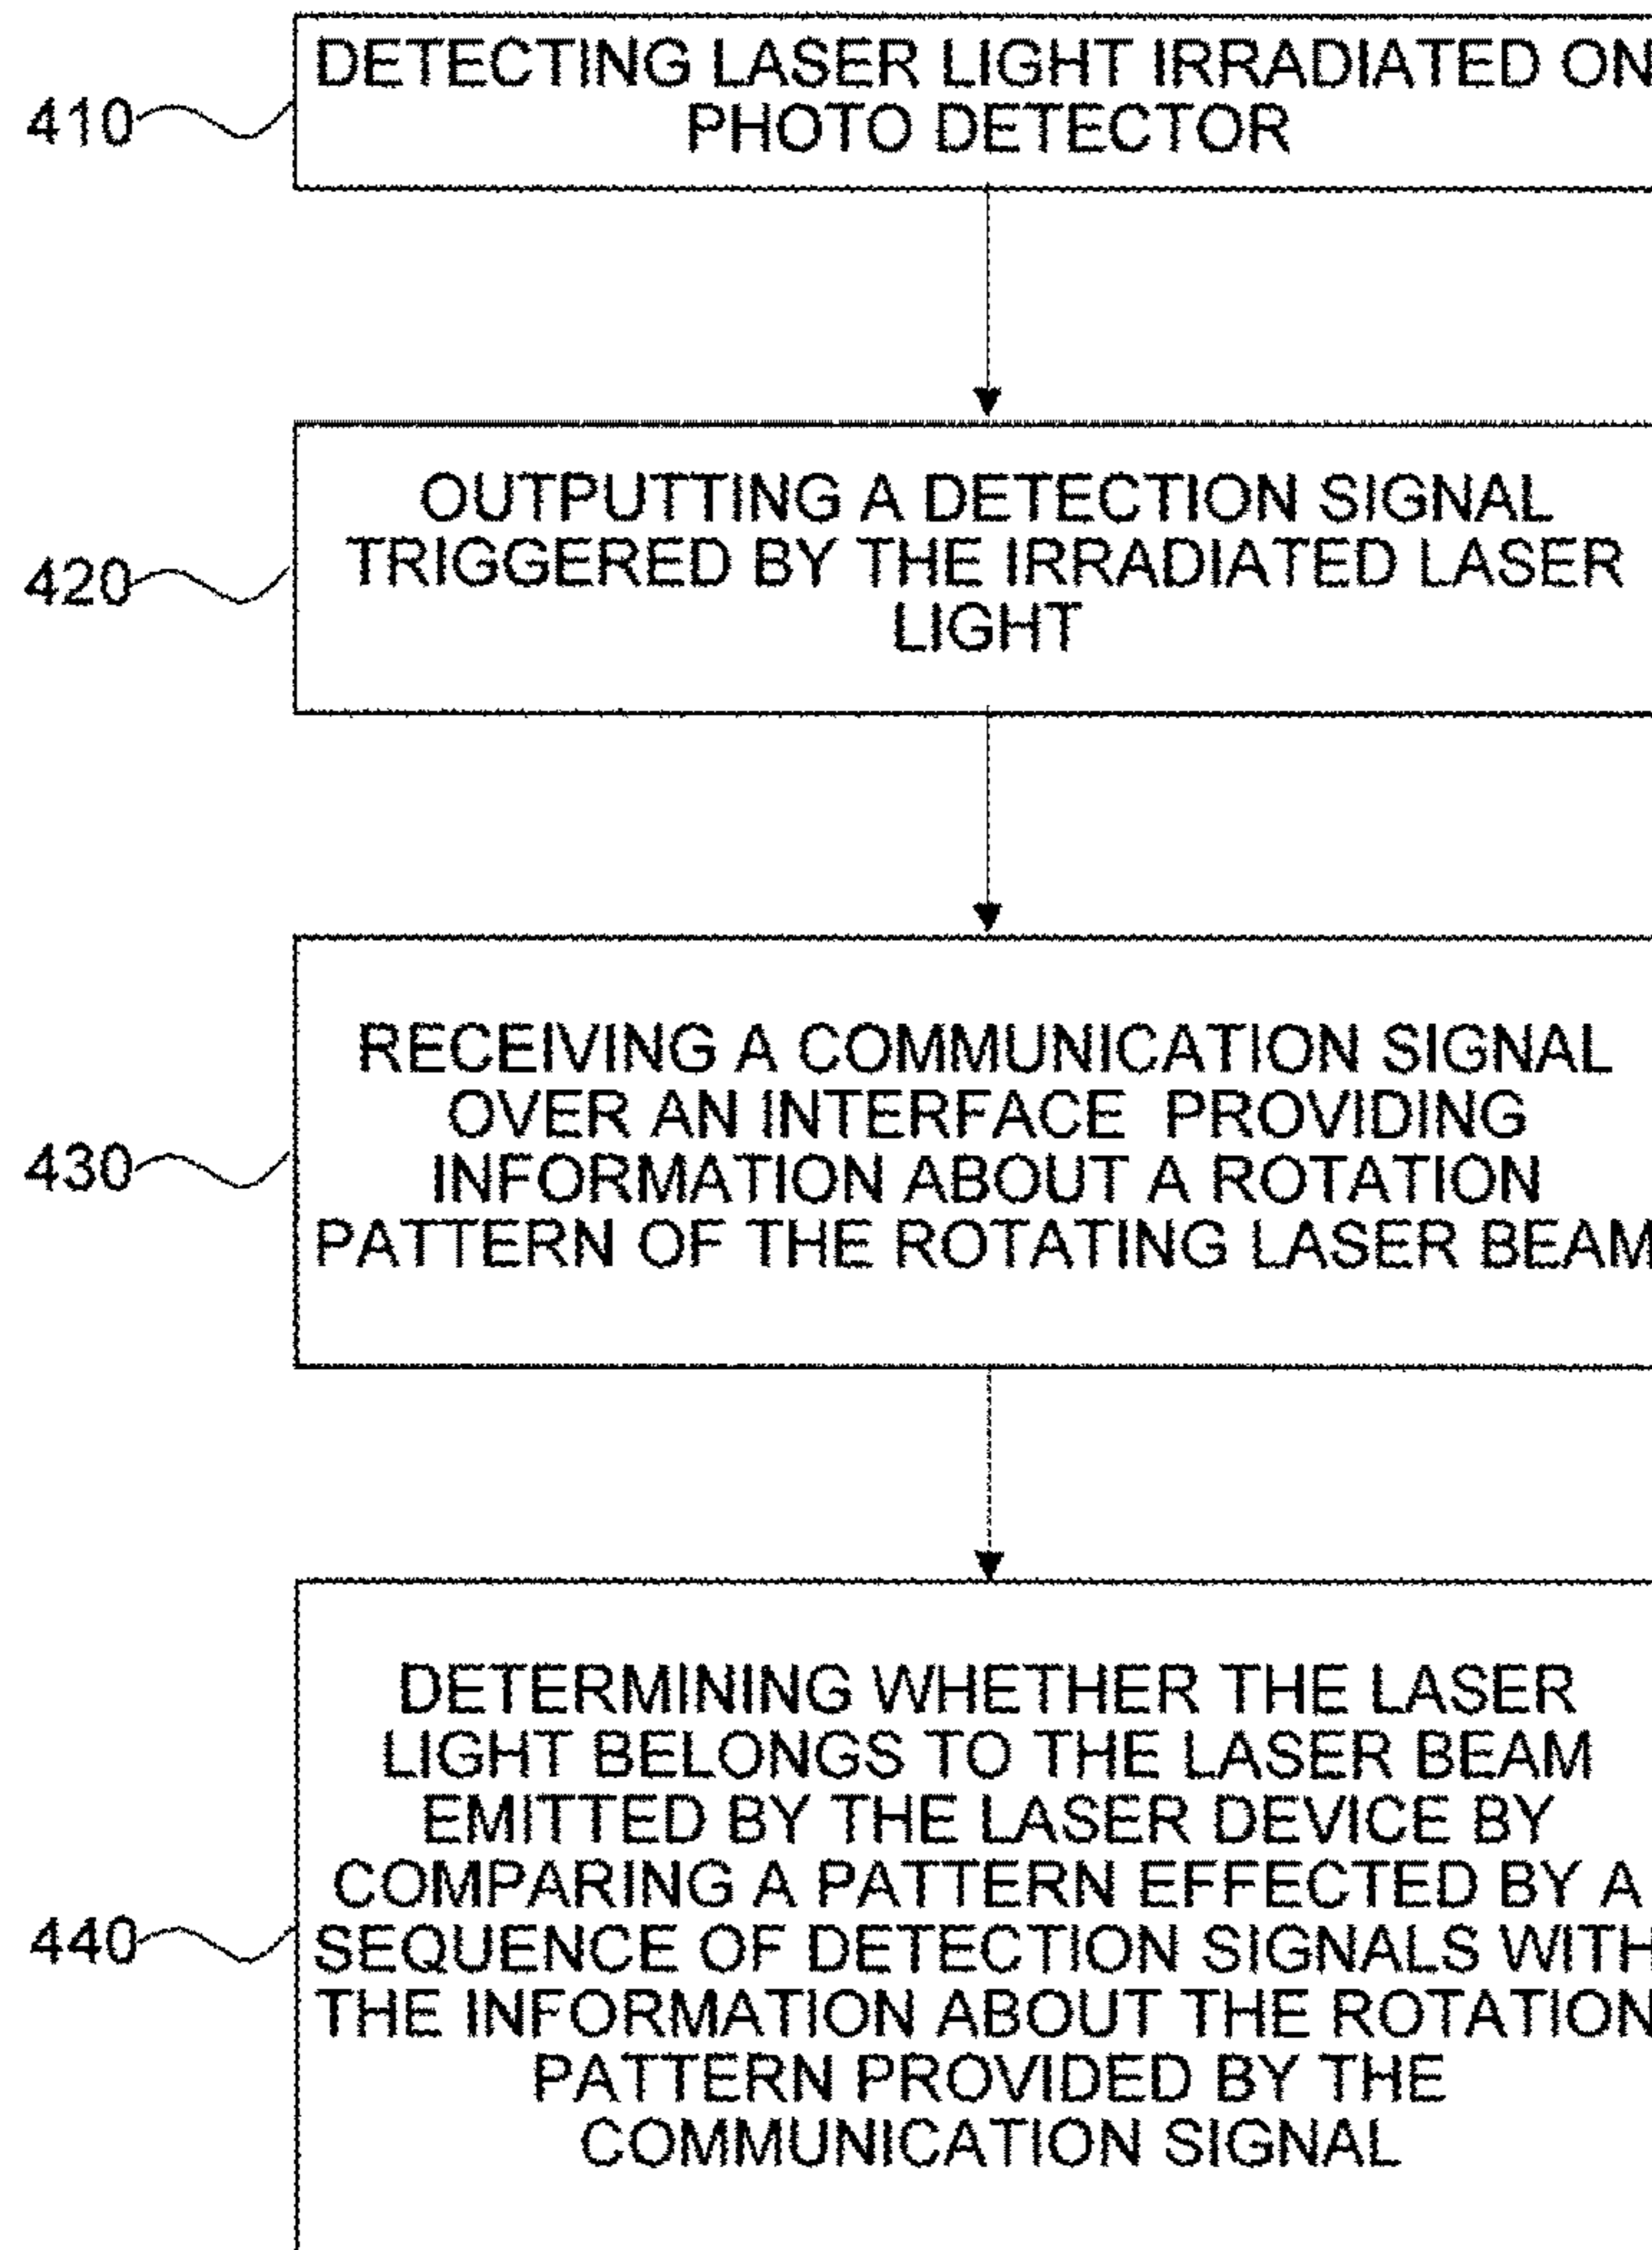 410
DETECTING LASER LIGHT IRRADIATED ON
PHOTO DETECTOR
420
OUTPUTTING A DETECTION SIGNAL
TRIGGERED BY THE IRRADIATED LASER
LIGHT
430
RECEIVING A COMMUNICATION SIGNAL
OVER AN INTERFACE PROVIDING
INFORMATION ABOUT A ROTATION
PATTERN OF THE ROTATING LASER BEAM
440
DETERMINING WHETHER THE LASER
LIGHT BELONGS TO THE LASER BEAM
EMITTED BY THE LASER DEVICE BY
COMPARING A PATTERN EFFECTED BY A
SEQUENCE OF DETECTION SIGNALS WITH
THE INFORMATION ABOUT THE ROTATION
PATTERN PROVIDED BY THE
COMMUNICATION SIGNAL